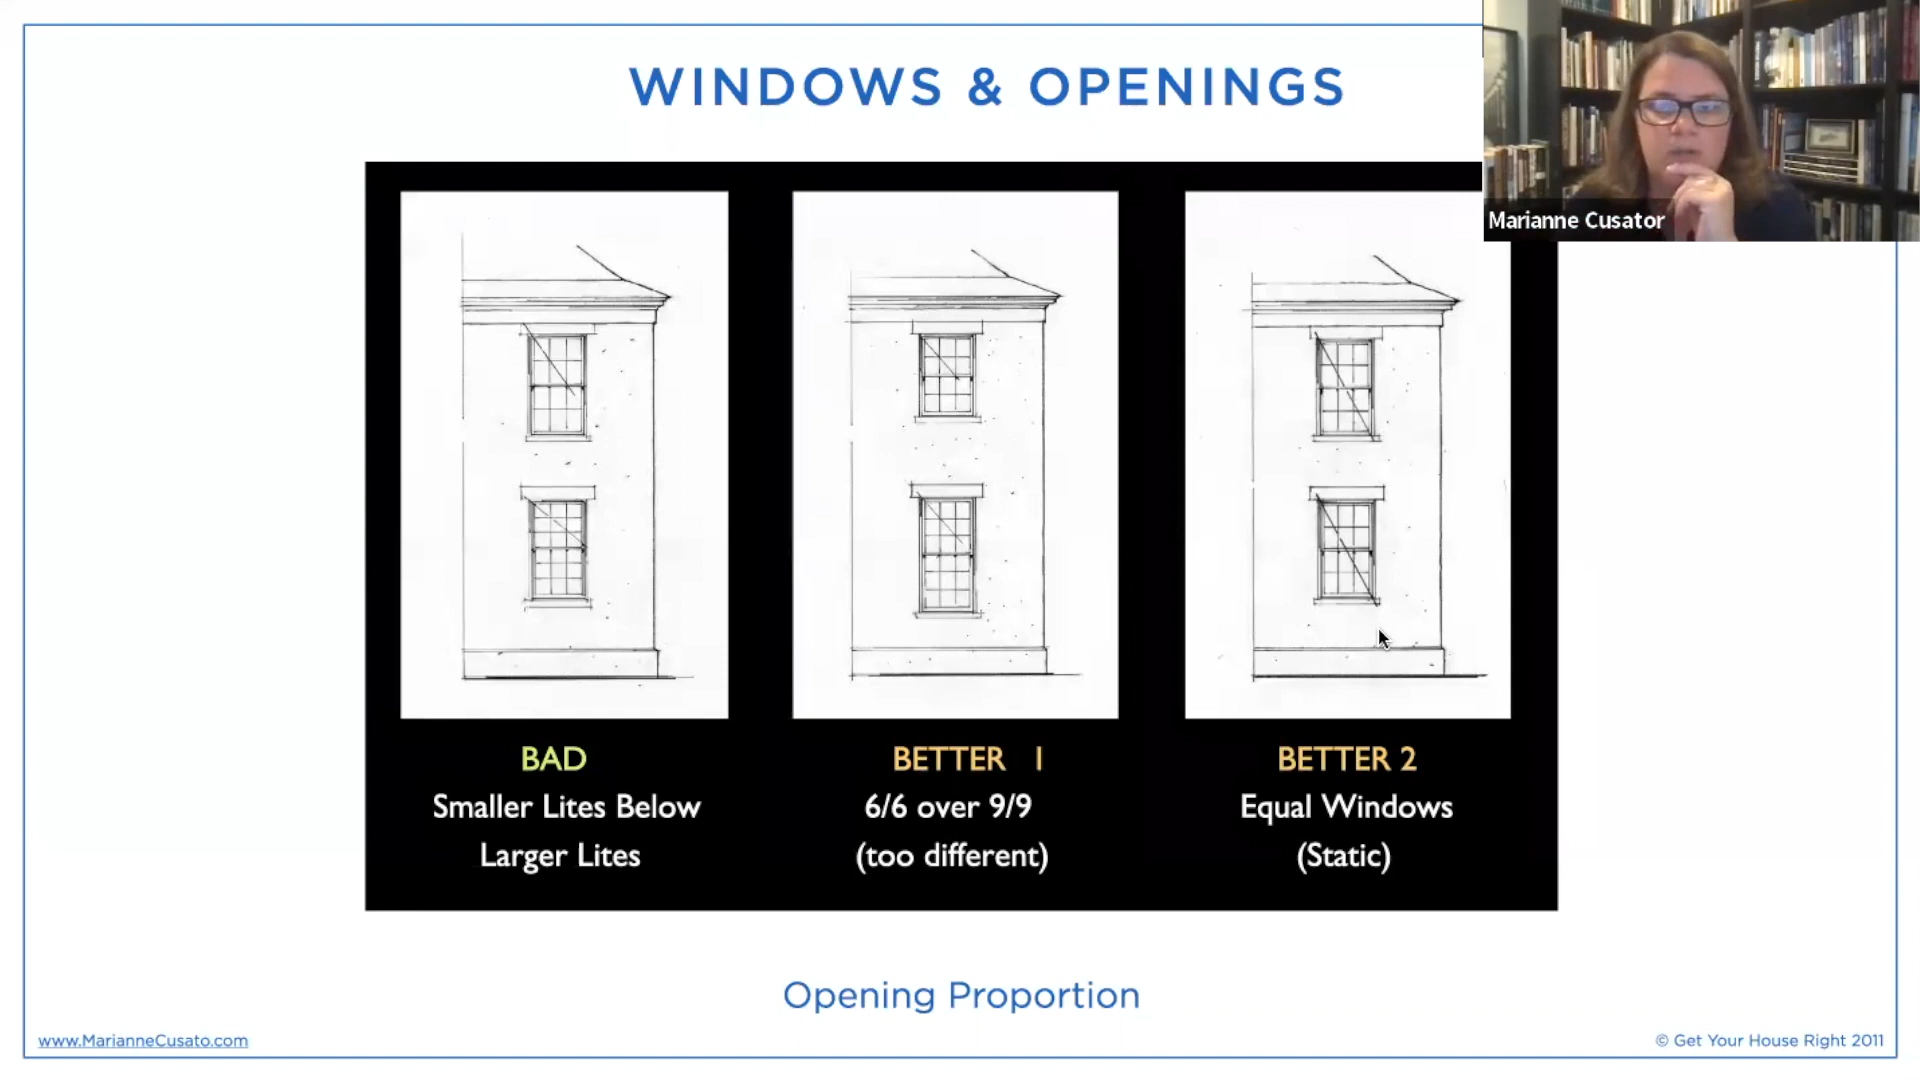 WINDOWS & OPENINGS
Marianne Cusator
BAD
Smaller Lites Below
Larger Lites
BETTER 1
6/6 over 9/9
(too different)
BETTER 2
Equal Windows
(Static)
Opening Proportion
www.MarianneCusato.com
© Get Your House Right 2011